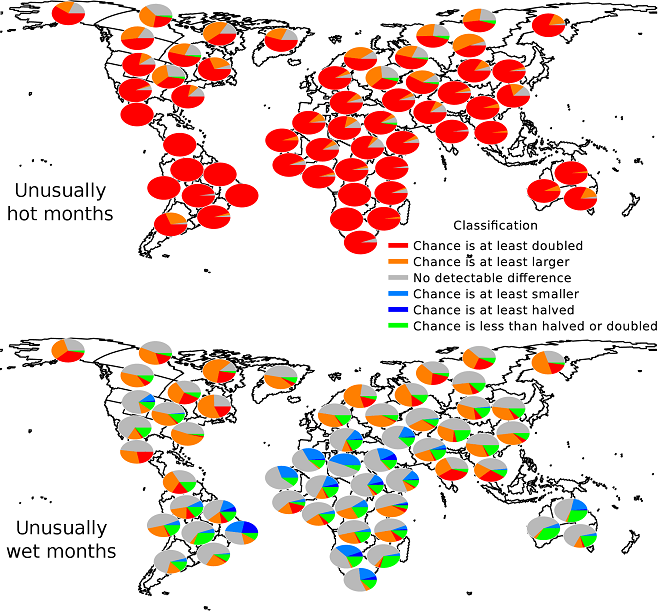 Unusually
hot months
Classification
Chance is at least doubled
Chance is at least larger
No detectable difference
Chance is at least smaller
Chance is at least halved
Chance is less than halved or doubled
Unusually
wet months